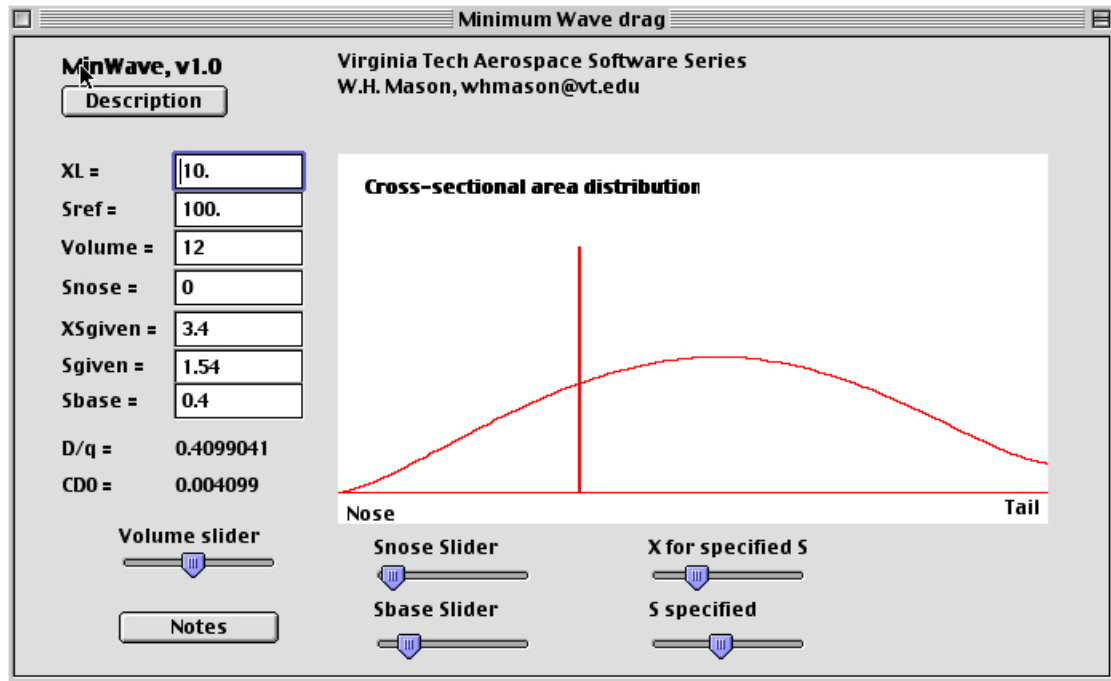 Minimum Wave drag
MinWave, v1.0
Description
Virginia Tech Aerospace Software Series
W.H. Mason, whmason@vt.edu
XL = 10.
Sref = 100.
Volume = 12
Snose = 0
XSgiven = 3.4
Sgiven = 1.54
Sbase = 0.4
D/q = 0.4099041
CD0 = 0.004099
Volume slider
Notes
Cross-sectional area distribution
Nose
Tail
Snose Slider
X for specified S
Sbase Slider
S specified